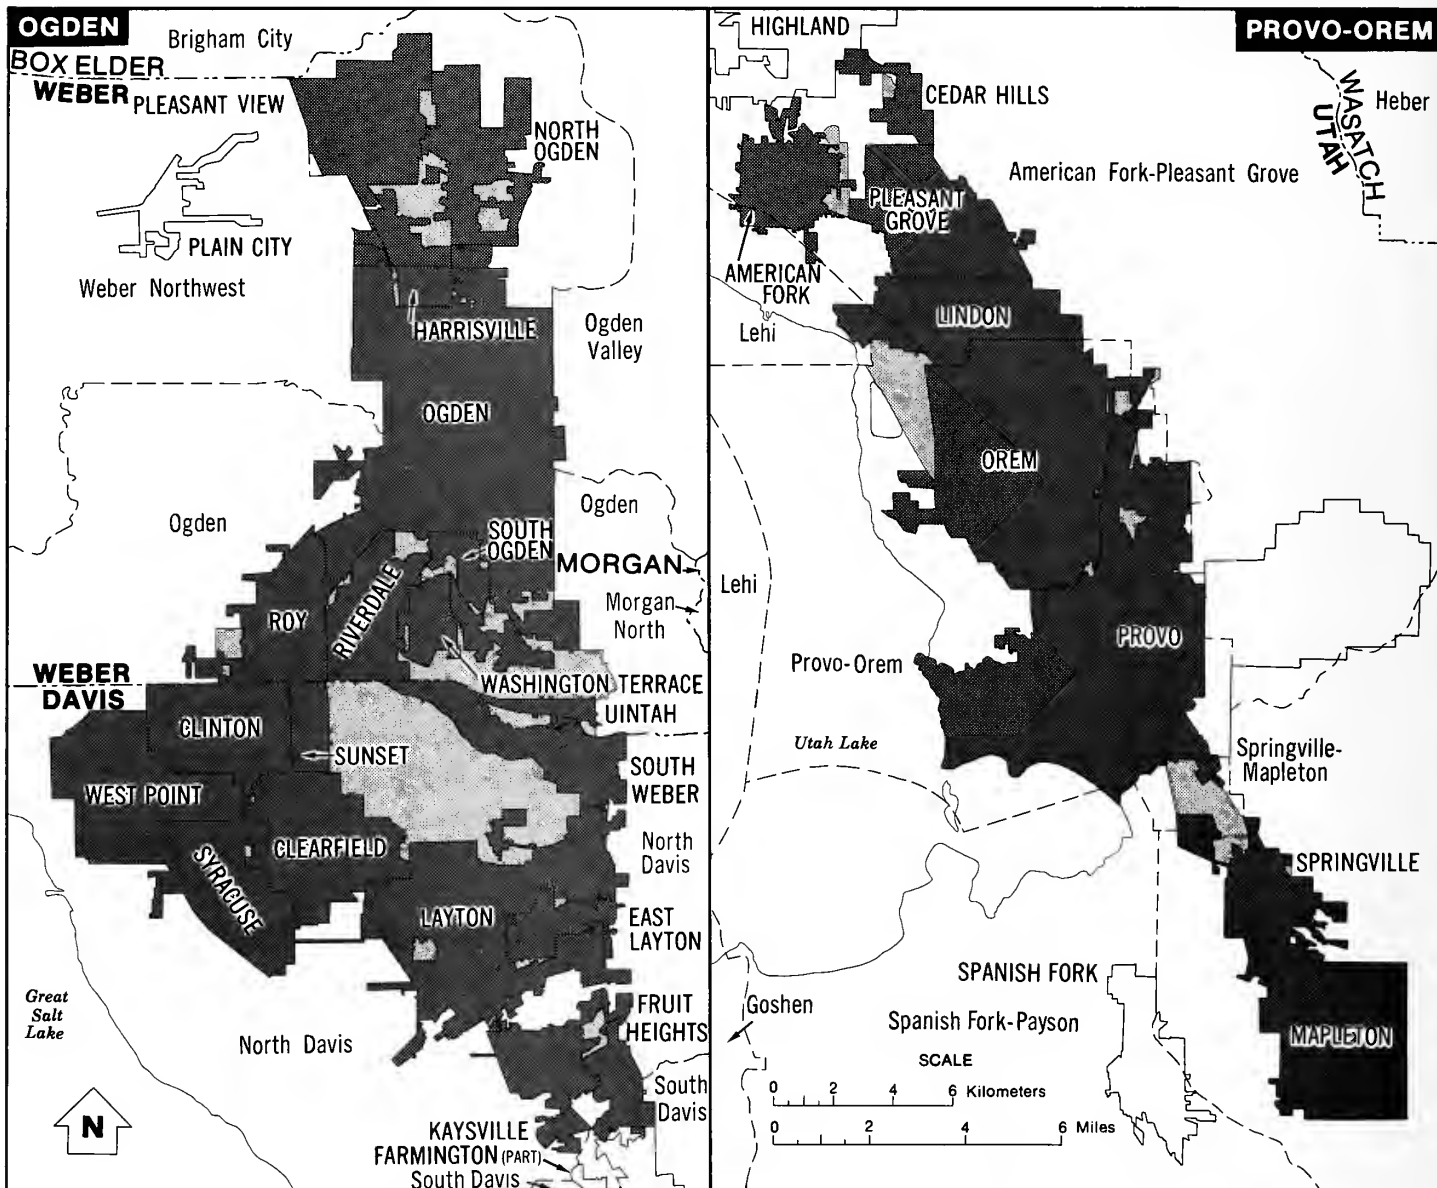 OGDEN
Brigham City
BOX ELDER
WEBER
PLEASANT VIEW
NORTH
OGDEN
PLAIN CITY
Weber Northwest
HARRISVILLE
Ogden
Valley
OGDEN
Ogden
Ogden
SOUTH
OGDEN
MORGAN
Morgan
North
ROY
RIVERDALE
WEBER
DAVIS
WASHINGTON TERRACE
UINTAH
CLINTON
SUNSET
SOUTH
WEBER
WEST POINT
North
Davis
CLEARFIELD
SYRACUSE
LAYTON
EAST
LAYTON
Great
Salt
Lake
FRUIT
HEIGHTS
North Davis
South
Davis
N
KAYSVILLE
FARMINGTON (PART)
South Davis
PROVO-OREM
HIGHLAND
WASATCH
UTAH
Heber
CEDAR HILLS
American Fork-Pleasant Grove
PLEASANT
GROVE
AMERICAN
FORK
LINDON
Lehi
OREM
Lehi
PROVO
Provo-Orem
Utah Lake
Springville-
Mapleton
SPRINGVILLE
SPANISH FORK
Goshen
Spanish Fork-Payson
MAPLETON
SCALE
0 2 4 6 Kilometers
0 2 4 6 Miles